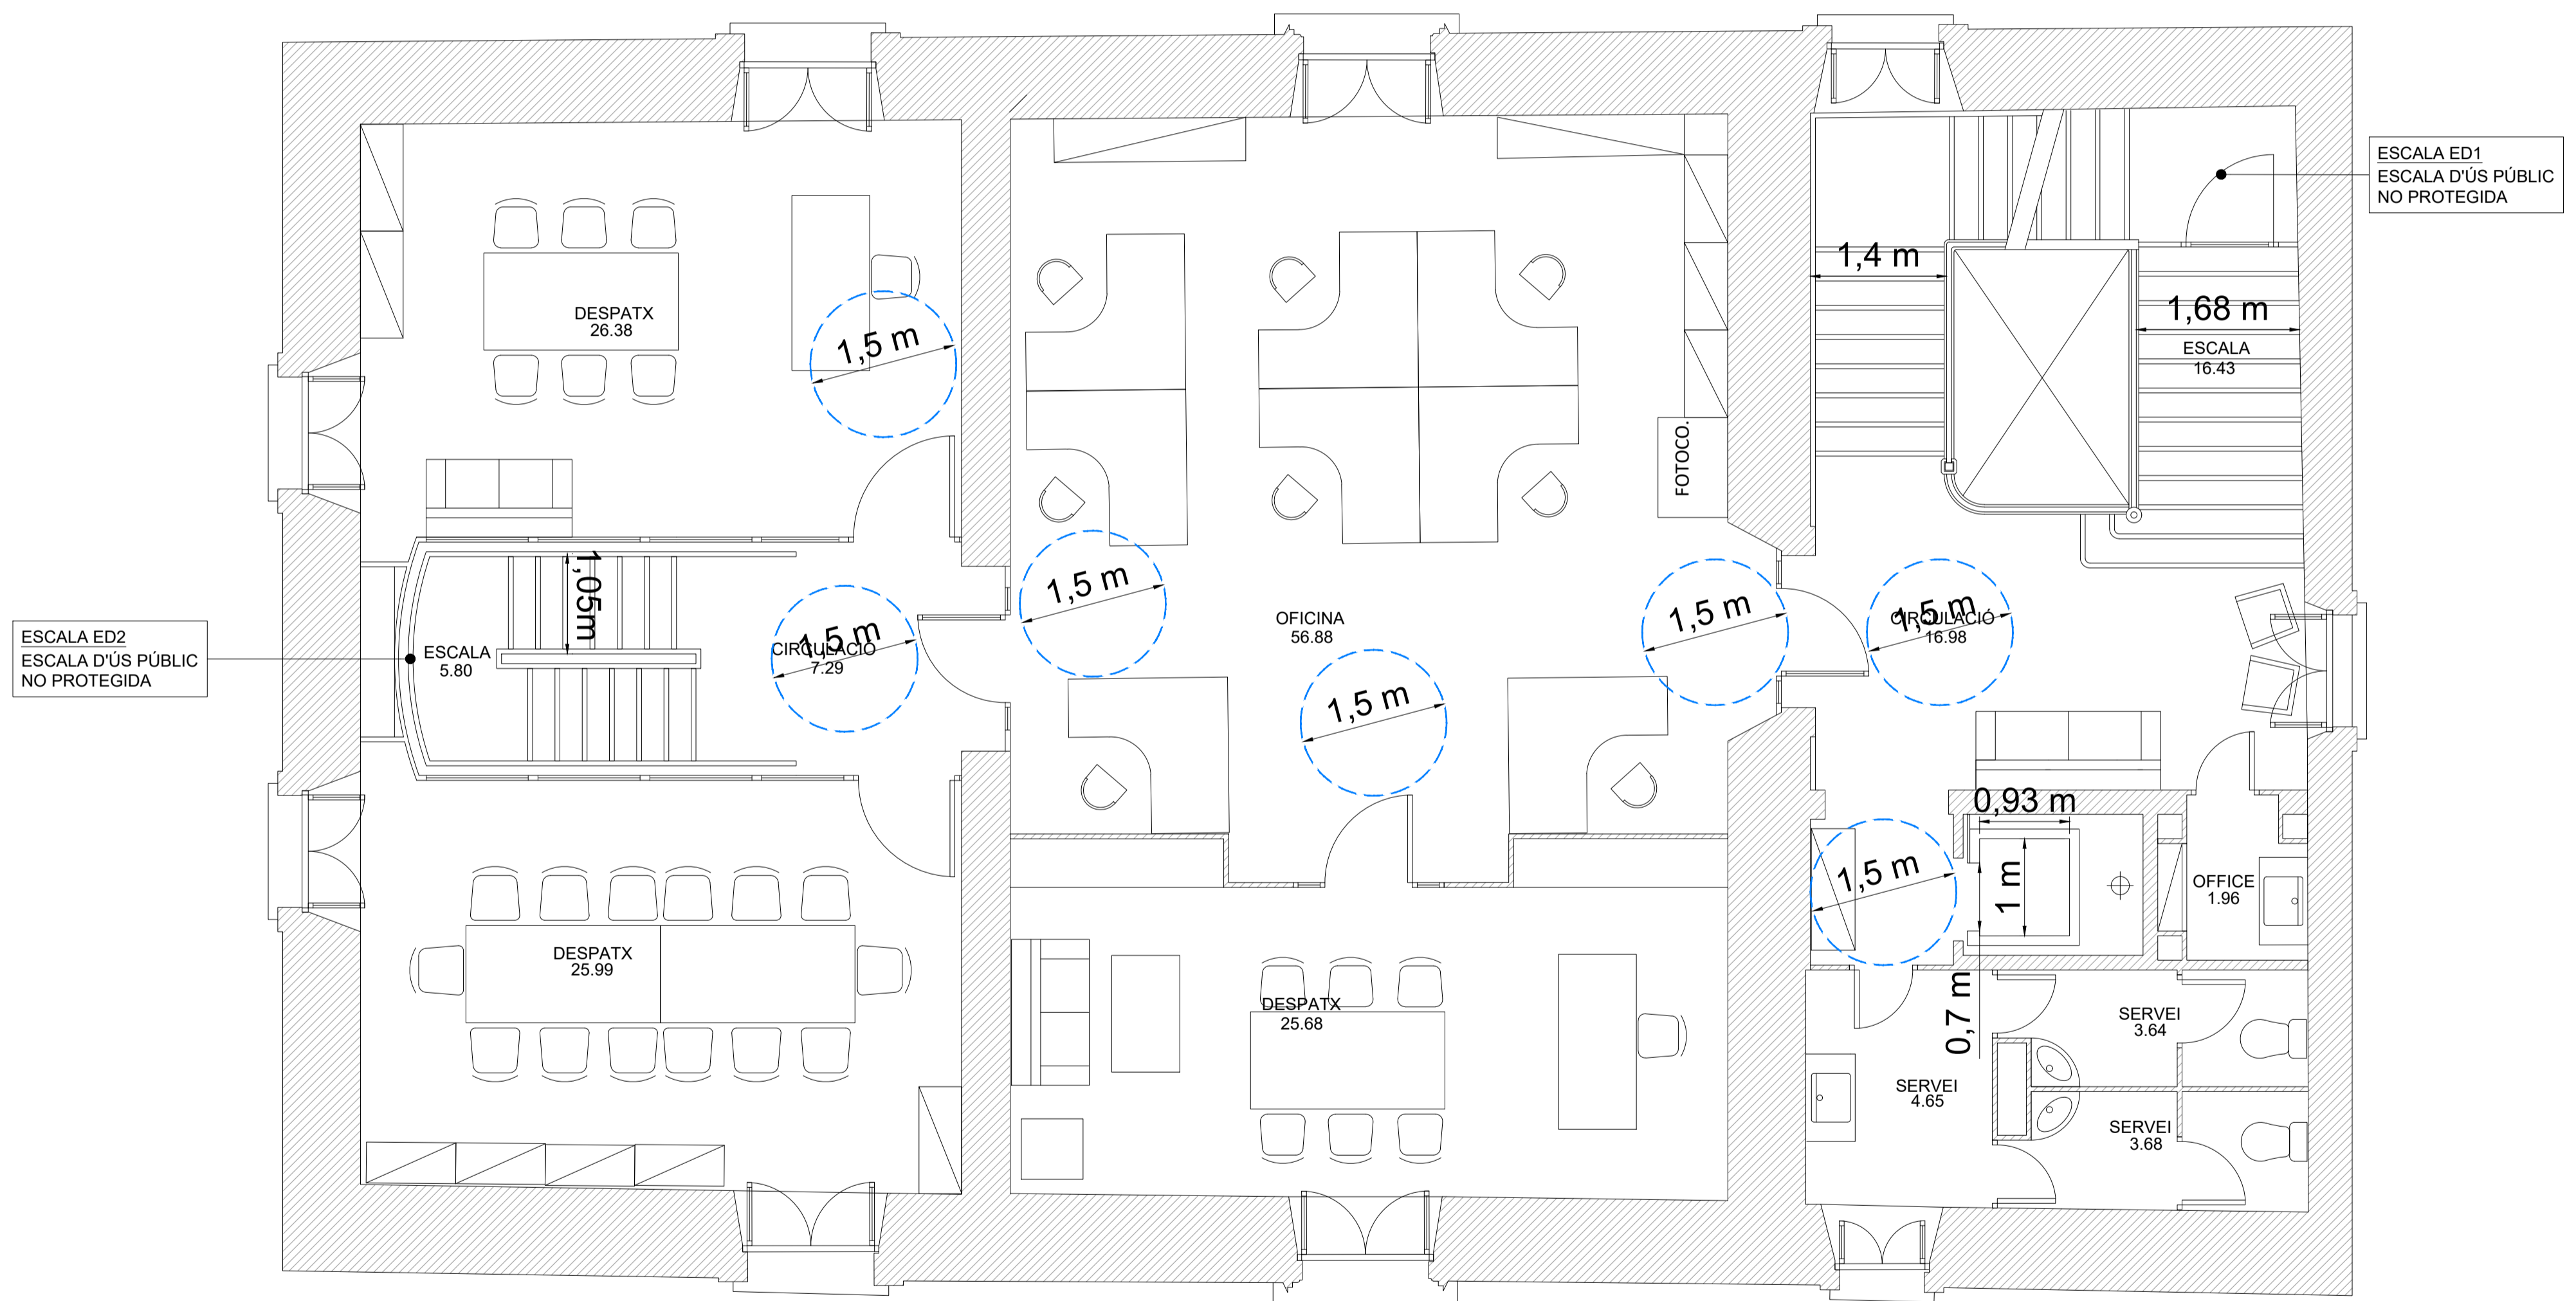 ESCALA ED1
ESCALA D'ÚS PÚBLIC
NO PROTEGIDA
1,4 m
1,68 m
ESCALA
16.43
DESPATX
26.38
1,5 m
FOTOCO.
1,05m
1,5 m
1,5 m
1,5 m
CIRCULACIÓ
16.98
OFICINA
56.88
ESCALA ED2
ESCALA D'ÚS PÚBLIC
NO PROTEGIDA
ESCALA
5.80
1,5 m
CIRCULACIÓ
7.29
1,5 m
0,93 m
1 m
1,5 m
OFFICE
1.96
DESPATX
25.99
DESPATX
25.68
0,7 m
SERVEI
3.64
SERVEI
4.65
SERVEI
3.68